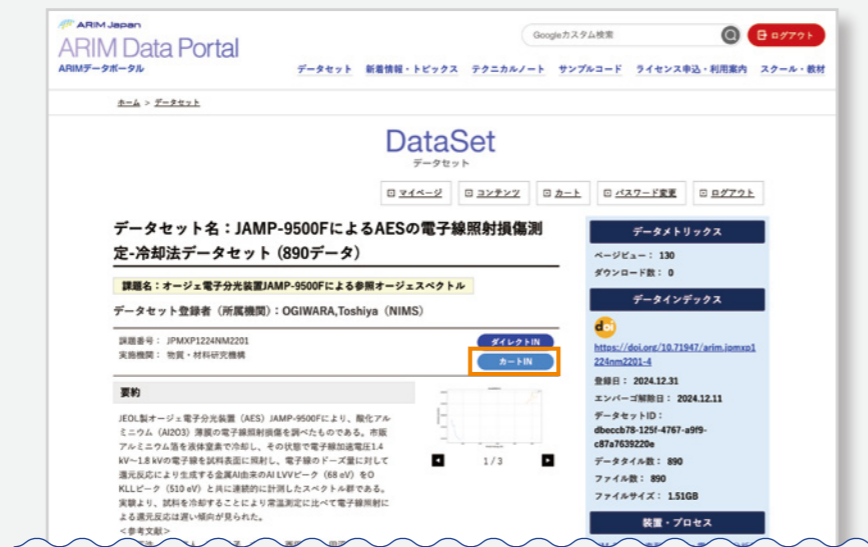 ARIM Japan
ARIM Data Portal
ARIMデータポータル
Googleカスタム検索
ログアウト
データセット 新着情報・トピックス テクニカルノート サンプルコード ライセンス申込・利用案内 スクール・教材
ホーム > データセット
DataSet
データセット
マイページ コンテンツ カート パスワード変更 ログアウト
データセット名：JAMP-9500FによるAESの電子線照射損傷測
定-冷却法データセット (890データ)
課題名：オージェ電子分光装置JAMP-9500Fによる参照オージェスペクトル
データセット登録者（所属機関）：OGIWARA,Toshiya（NIMS）
課題番号： JPMXP1224NM2201
実施機関： 物質・材料研究機構
ダイレクトIN
カートIN
要約
JEOL製オージェ電子分光装置（AES）JAMP-9500Fにより、酸化アル
ミニウム（Al2O3）薄膜の電子線照射損傷を調べたものである。市販
アルミニウム箔を液体窒素で冷却し、その状態で電子線加速電圧1.4
kV～1.8 kVの電子線を試料表面に照射し、電子線のドーズ量に対して
還元反応により生成する金属Al由来のAl LVVピーク（68 eV）をO
KLLピーク（510 eV）と共に連続的に計測したスペクトル群である。
実験より、試料を冷却することにより常温測定に比べて電子線照射に
よる還元反応は遅い傾向が見られた。
＜参考文献＞
1 / 3
データメトリックス
ページビュー： 130
ダウンロード数： 0
データインデックス
doi
https://doi.org/10.71947/arim.jpmxp1
224nm2201-4
登録日： 2024.12.31
エンバーゴ解除日： 2024.12.11
データセットID：
dbeccb78-125f-4767-a9f9-
c87a7639220e
データタイル数： 890
ファイル数： 890
ファイルサイズ： 1.51GB
装置・プロセス